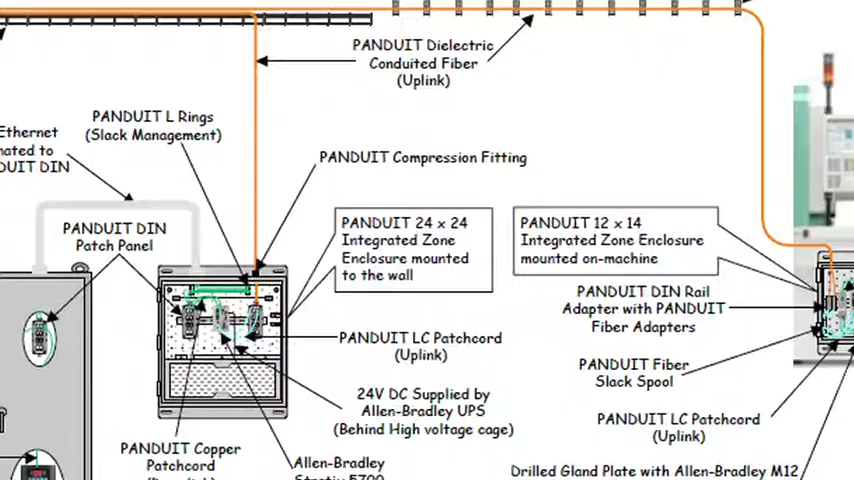 PANDUIT Dielectric
Conduited Fiber
(Uplink)
PANDUIT L Rings
(Slack Management)
Ethernet
to
DIN
PANDUIT Compression Fitting
PANDUIT DIN
Patch Panel
PANDUIT 24 x 24
Integrated Zone
Enclosure mounted
to the wall
PANDUIT 12 x 14
Integrated Zone Enclosure
mounted on-machine
PANDUIT DIN Rail
Adapter with PANDUIT
Fiber Adapters
PANDUIT LC Patchcord
(Uplink)
PANDUIT Fiber
Slack Spool
24V DC Supplied by
Allen-Bradley UPS
(Behind High voltage cage)
PANDUIT LC Patchcord
(Uplink)
PANDUIT Copper
Patchcord
Allen-Bradley
Drilled Gland Plate with Allen-Bradley M12